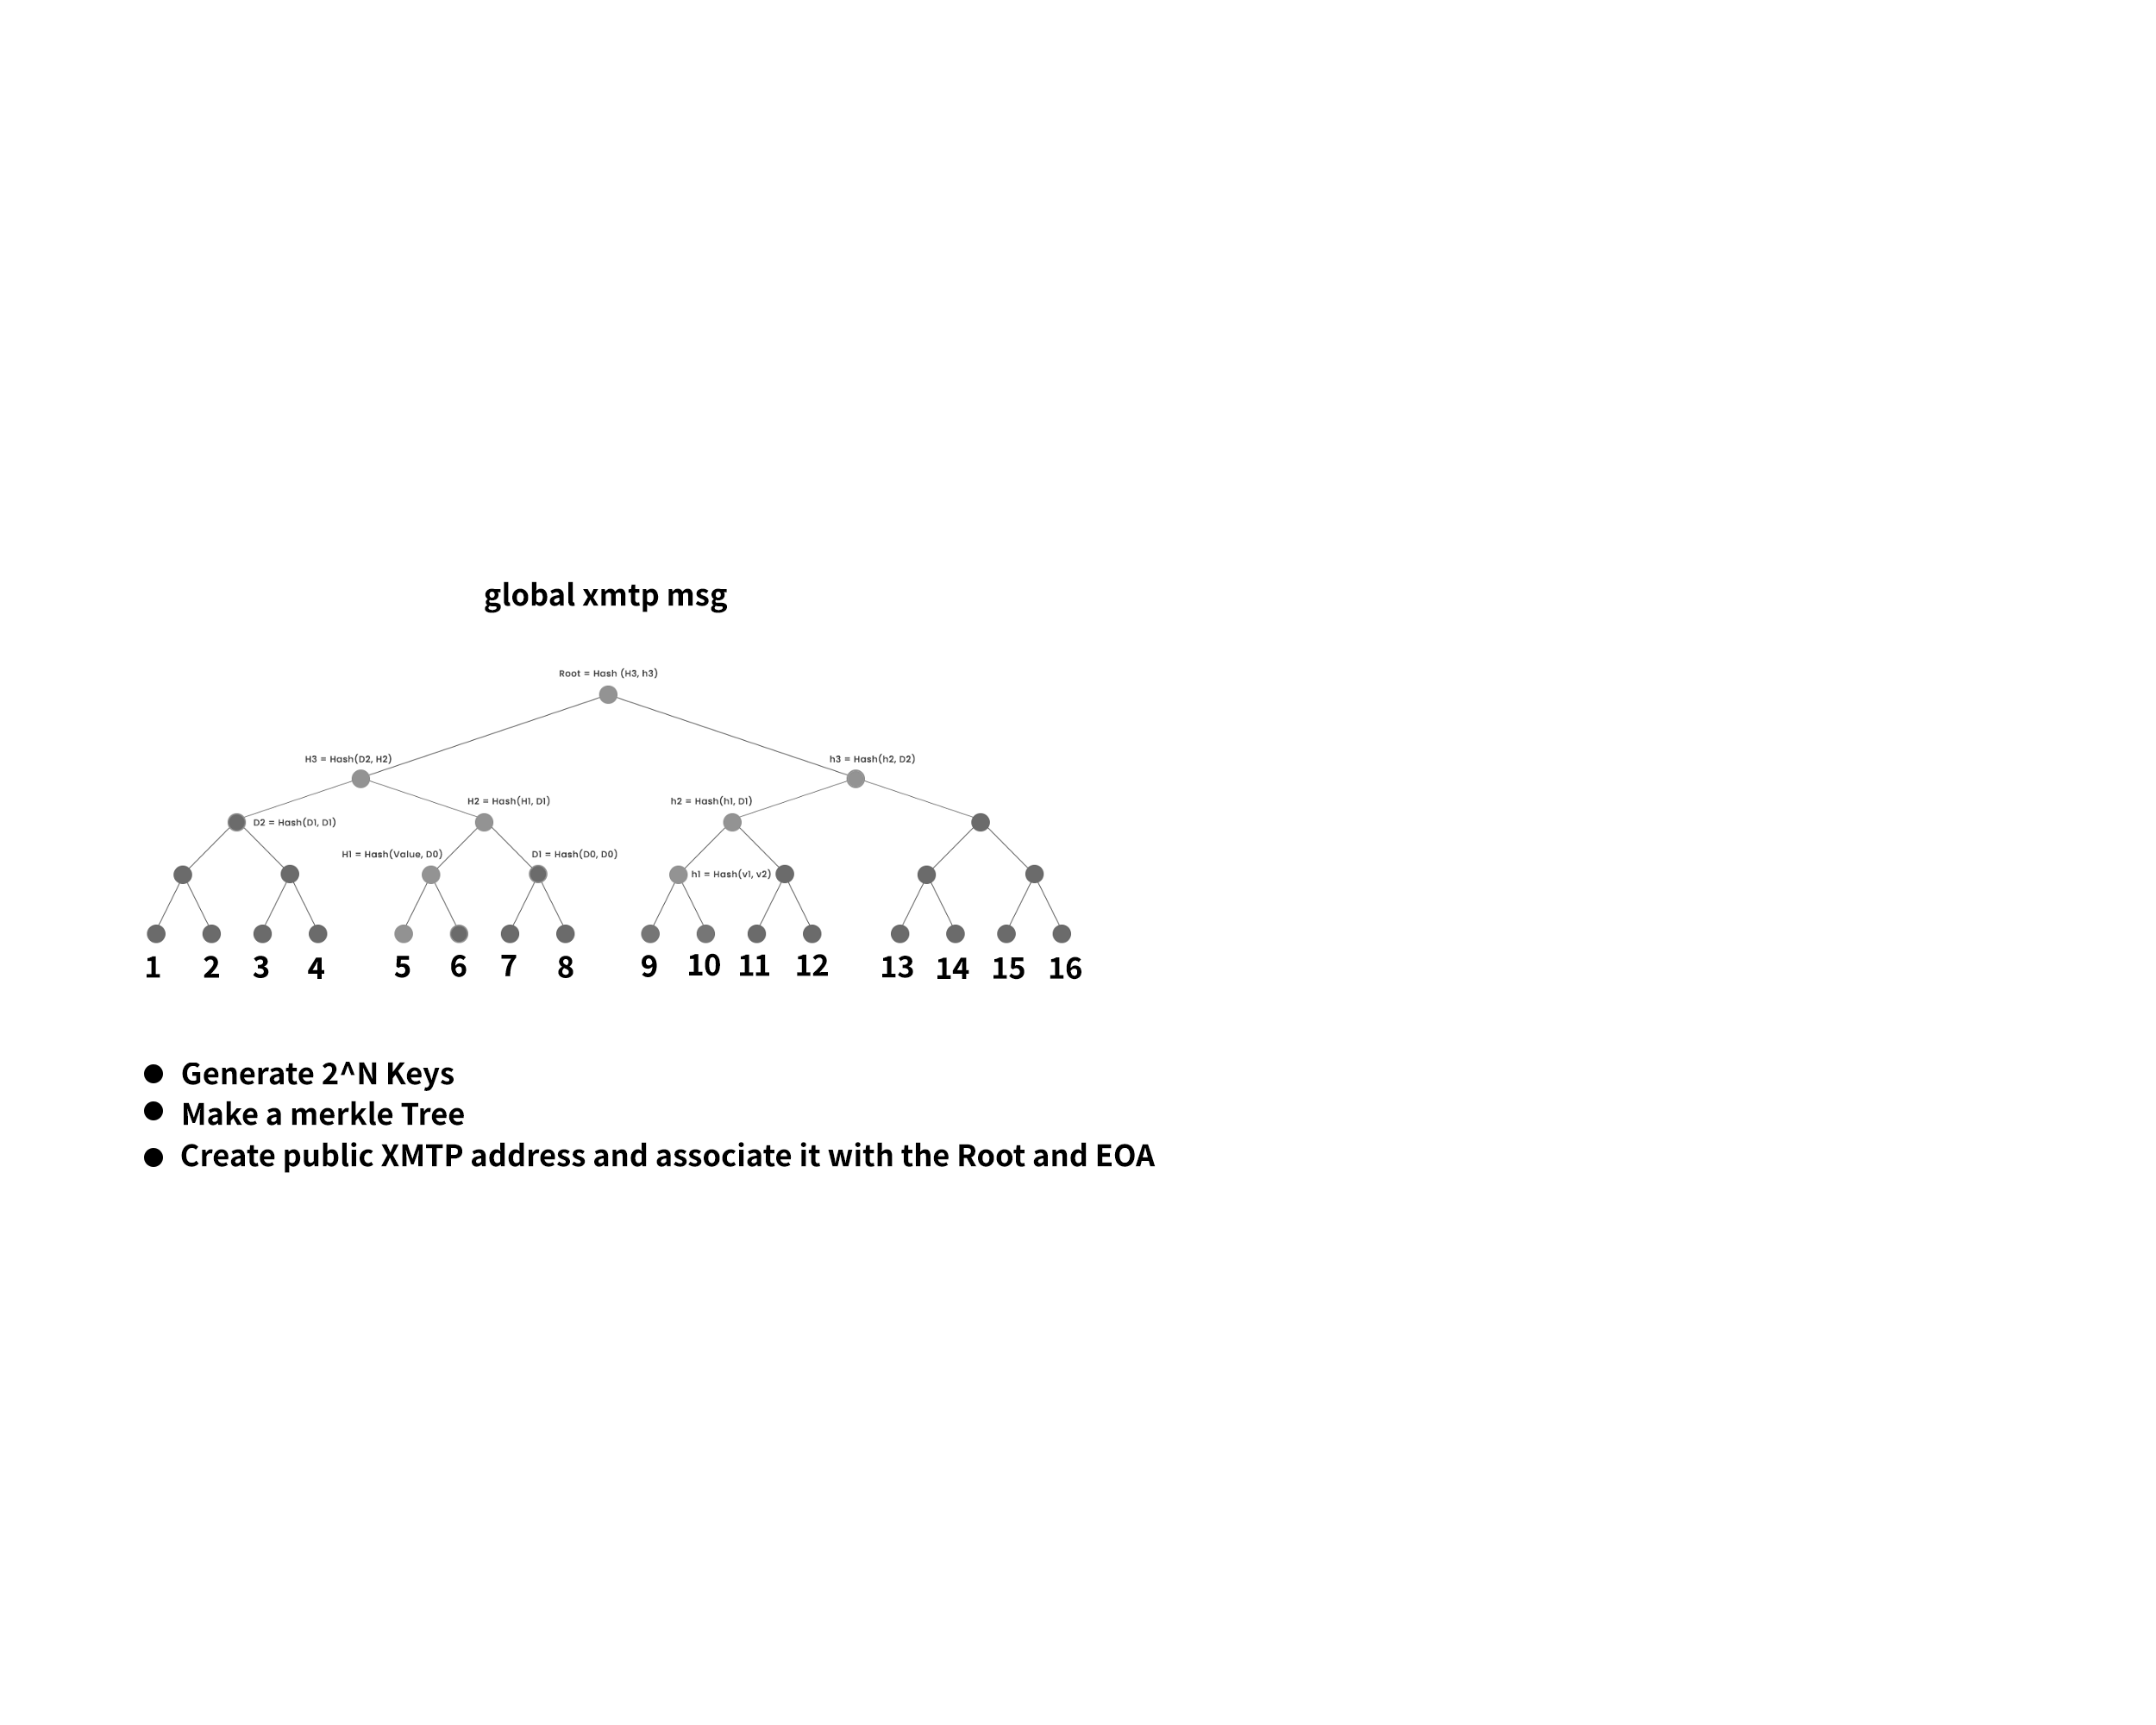 global xmtp msg
Root = Hash (H3, h3)
H3 = Hash(D2, H2)
h3 = Hash(h2, D2)
H2 = Hash(H1, D1)
h2 = Hash(h1, D1)
D2 = Hash(D1, D1)
H1 = Hash(Value, D0)
D1 = Hash(D0, D0)
h1 = Hash(v1, v2)
1 2 3 4 5 6 7 8 9 10 11 12 13 14 15 16
Generate 2^N Keys
Make a merkle Tree
Create public XMTP address and associate it with the Root and EOA